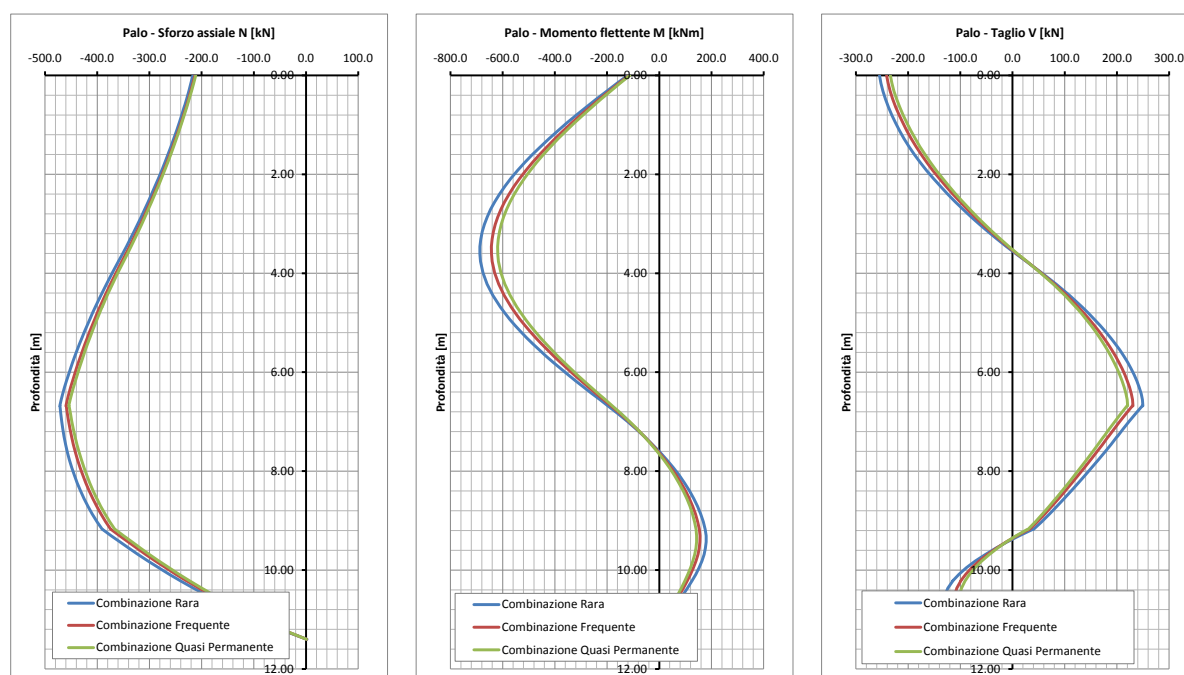 Palo - Sforzo assiale N [kN]
-500.0 -400.0 -300.0 -200.0 -100.0 0.0 100.0
0.00
2.00
4.00
6.00
8.00
10.00
12.00
Profondità [m]
Combinazione Rara
Combinazione Frequente
Combinazione Quasi Permanente
Palo - Momento flettente M [kNm]
-800.0 -600.0 -400.0 -200.0 0.0 200.0 400.0
0.00
2.00
4.00
6.00
8.00
10.00
12.00
Profondità [m]
Combinazione Rara
Combinazione Frequente
Combinazione Quasi Permanente
Palo - Taglio V [kN]
-300.0 -200.0 -100.0 0.0 100.0 200.0 300.0
0.00
2.00
4.00
6.00
8.00
10.00
12.00
Profondità [m]
Combinazione Rara
Combinazione Frequente
Combinazione Quasi Permanente